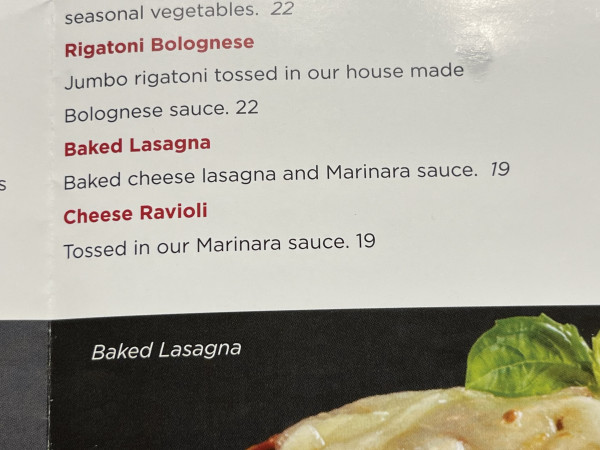 seasonal vegetables. 22
Rigatoni Bolognese
Jumbo rigatoni tossed in our house made
Bolognese sauce. 22
Baked Lasagna
s
Baked cheese lasagna and Marinara sauce. 19
Cheese Ravioli
Tossed in our Marinara sauce. 19
Baked Lasagna